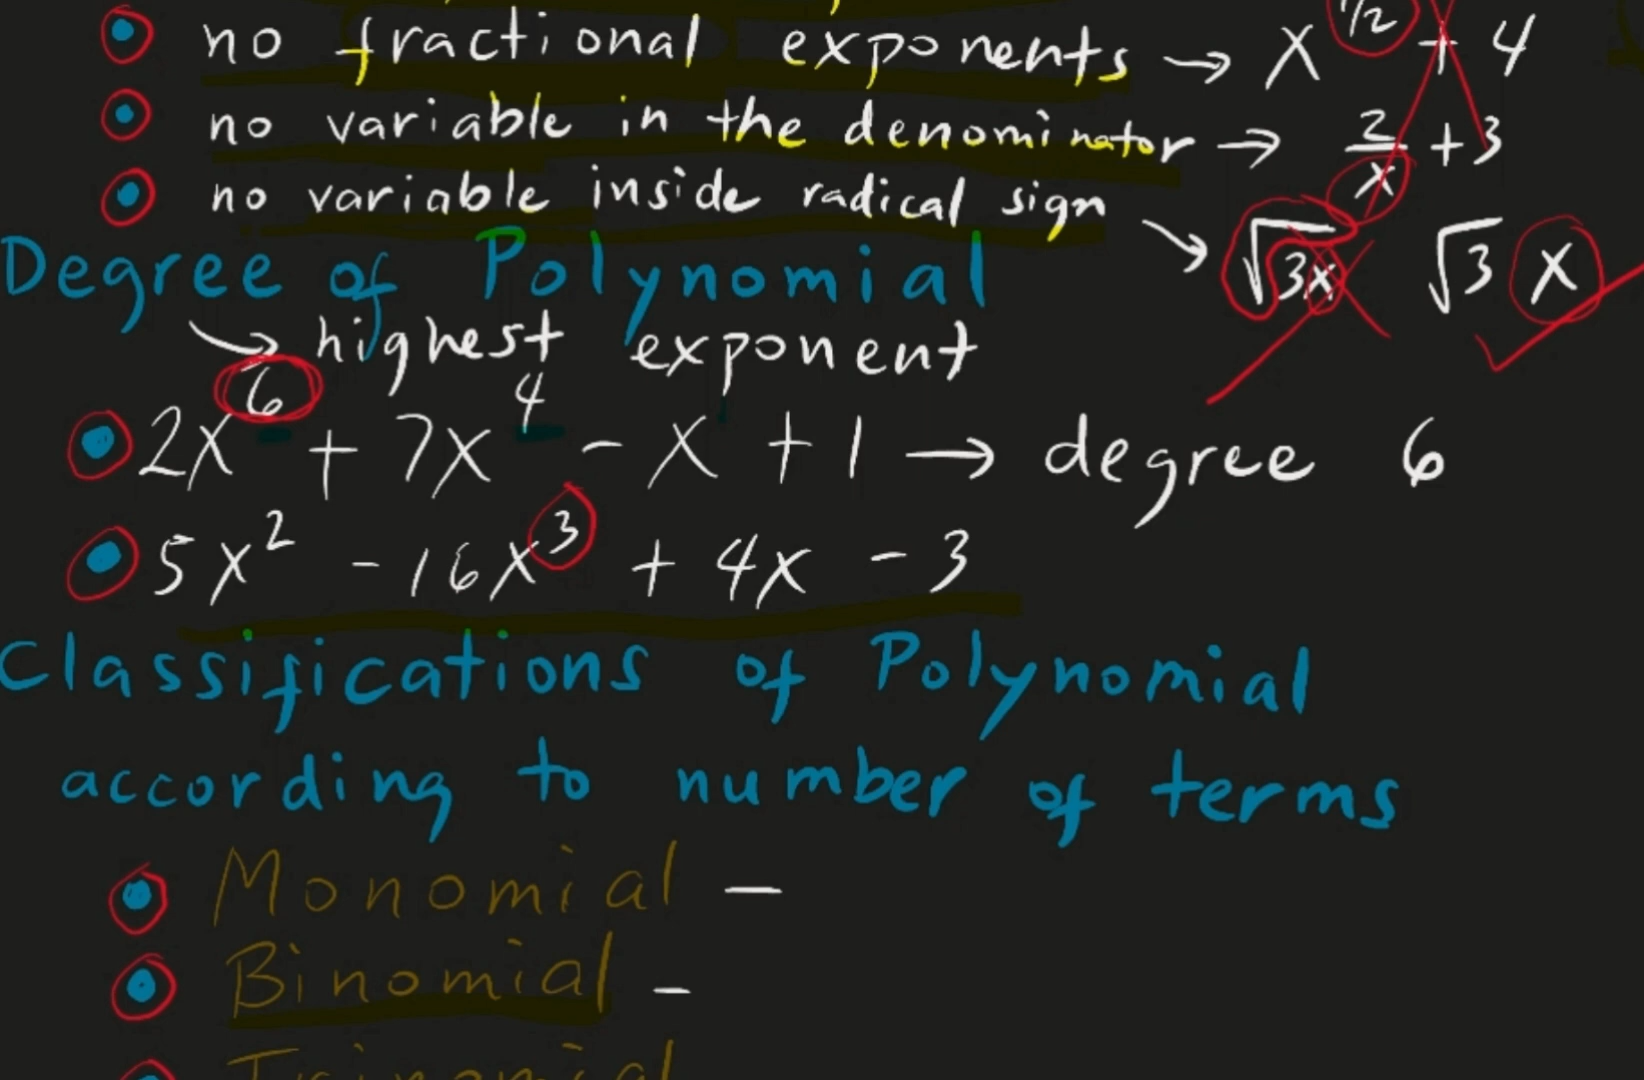 no fractional exponents → x^1/2 + 4
no variable in the denominator → 2/x + 3
no variable inside radical sign → √3x √3 x
Degree of Polynomial
→ highest exponent
2x^6 + 7x^4 - x + 1 → degree 6
5x^2 - 16x^3 + 4x - 3
Classifications of Polynomial
according to number of terms
Monomial -
Binomial -
Trinomial